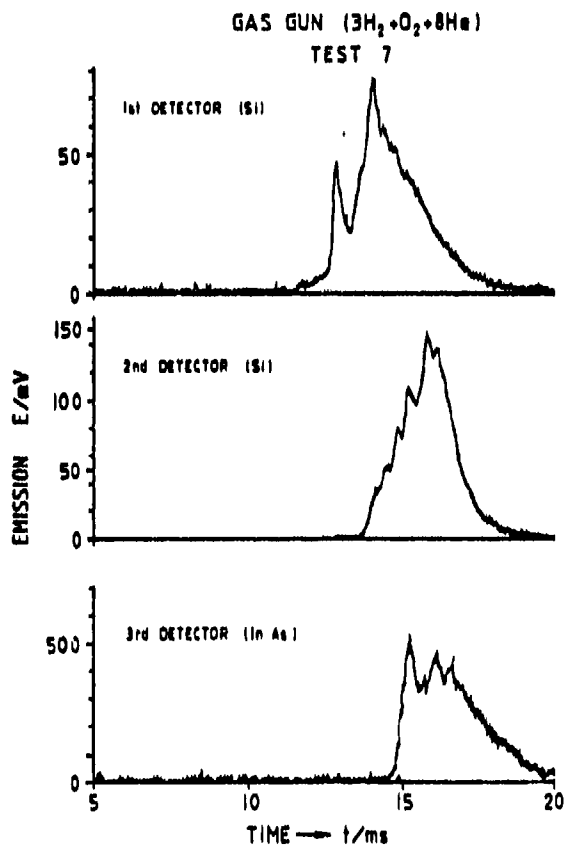 GAS GUN (3H₂+O₂+8He)
TEST 7
1st DETECTOR (Si)
50
0
2nd DETECTOR (Si)
150
100
50
0
EMISSION E/mV
3rd DETECTOR (In As)
500
0
5 10 15 20
TIME → t/ms